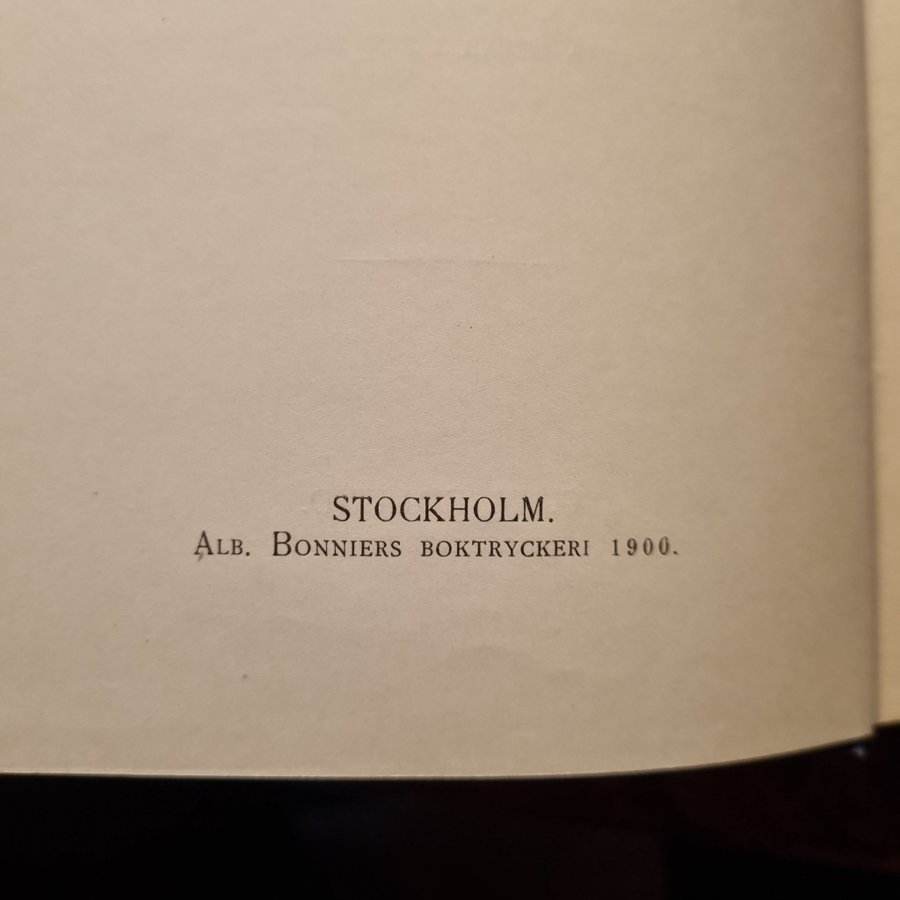 STOCKHOLM.
ALB. BONNIERS BOKTRYCKERI 1900.